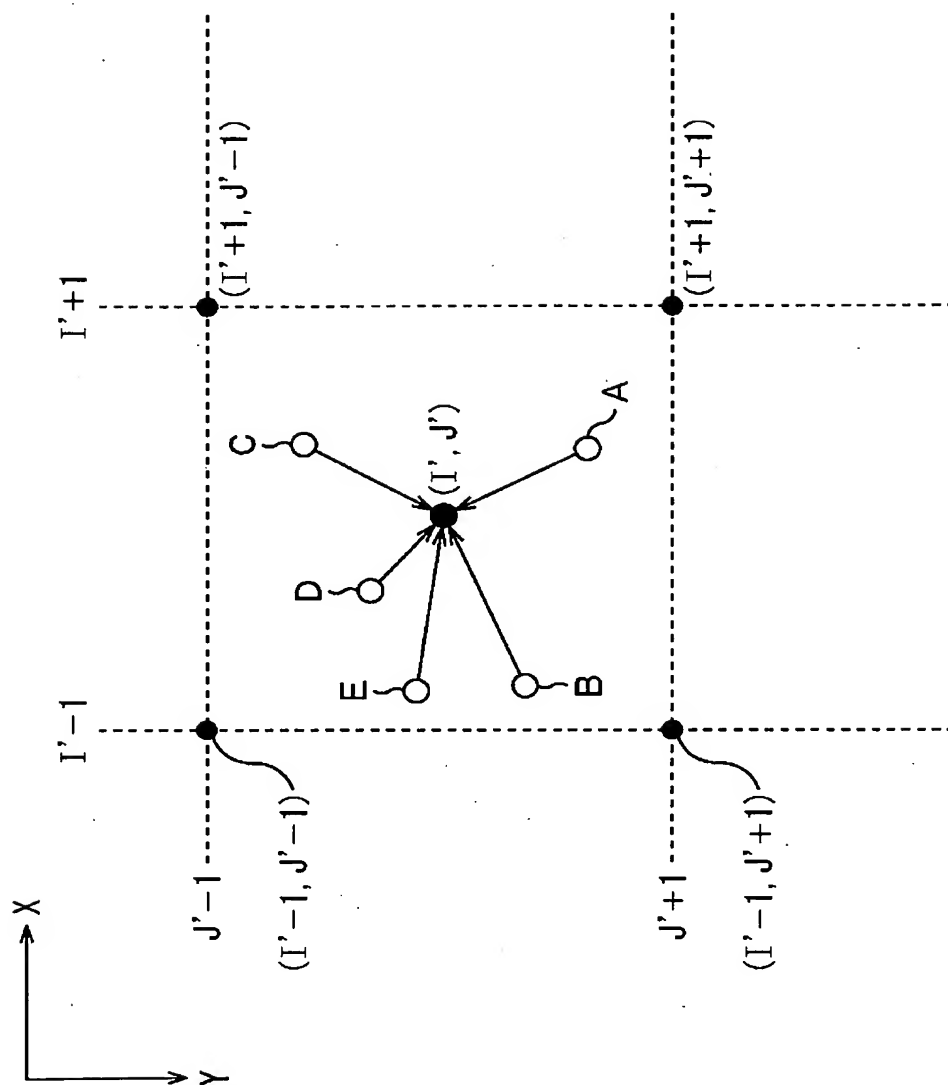 X
Y
I'-1
I'+1
J'-1
(I'+1, J'-1)
(I'-1, J'-1)
C
D
E
(I', J')
B
A
J'+1
(I'+1, J'+1)
(I'-1, J'+1)